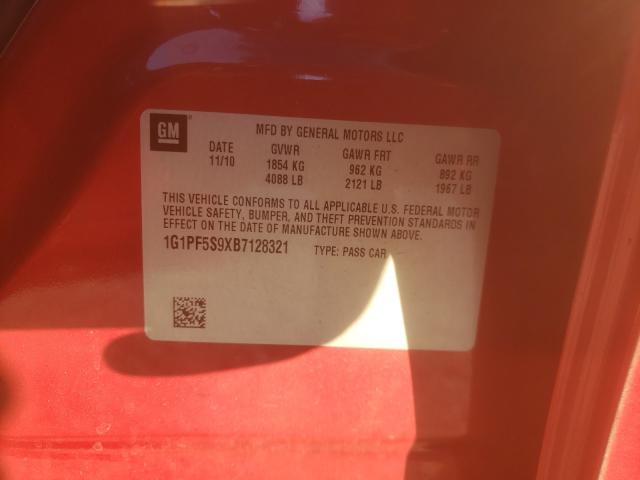 GM
MFD BY GENERAL MOTORS LLC
DATE GVWR GAWR FRT GAWR RR
11/10 1854 KG 962 KG 892 KG
4088 LB 2121 LB 1967 LB
THIS VEHICLE CONFORMS TO ALL APPLICABLE U.S. FEDERAL MOTOR
VEHICLE SAFETY, BUMPER, AND THEFT PREVENTION STANDARDS IN
EFFECT ON THE DATE OF MANUFACTURE SHOWN ABOVE.
1G1PF5S9XB7128321 TYPE: PASS CAR